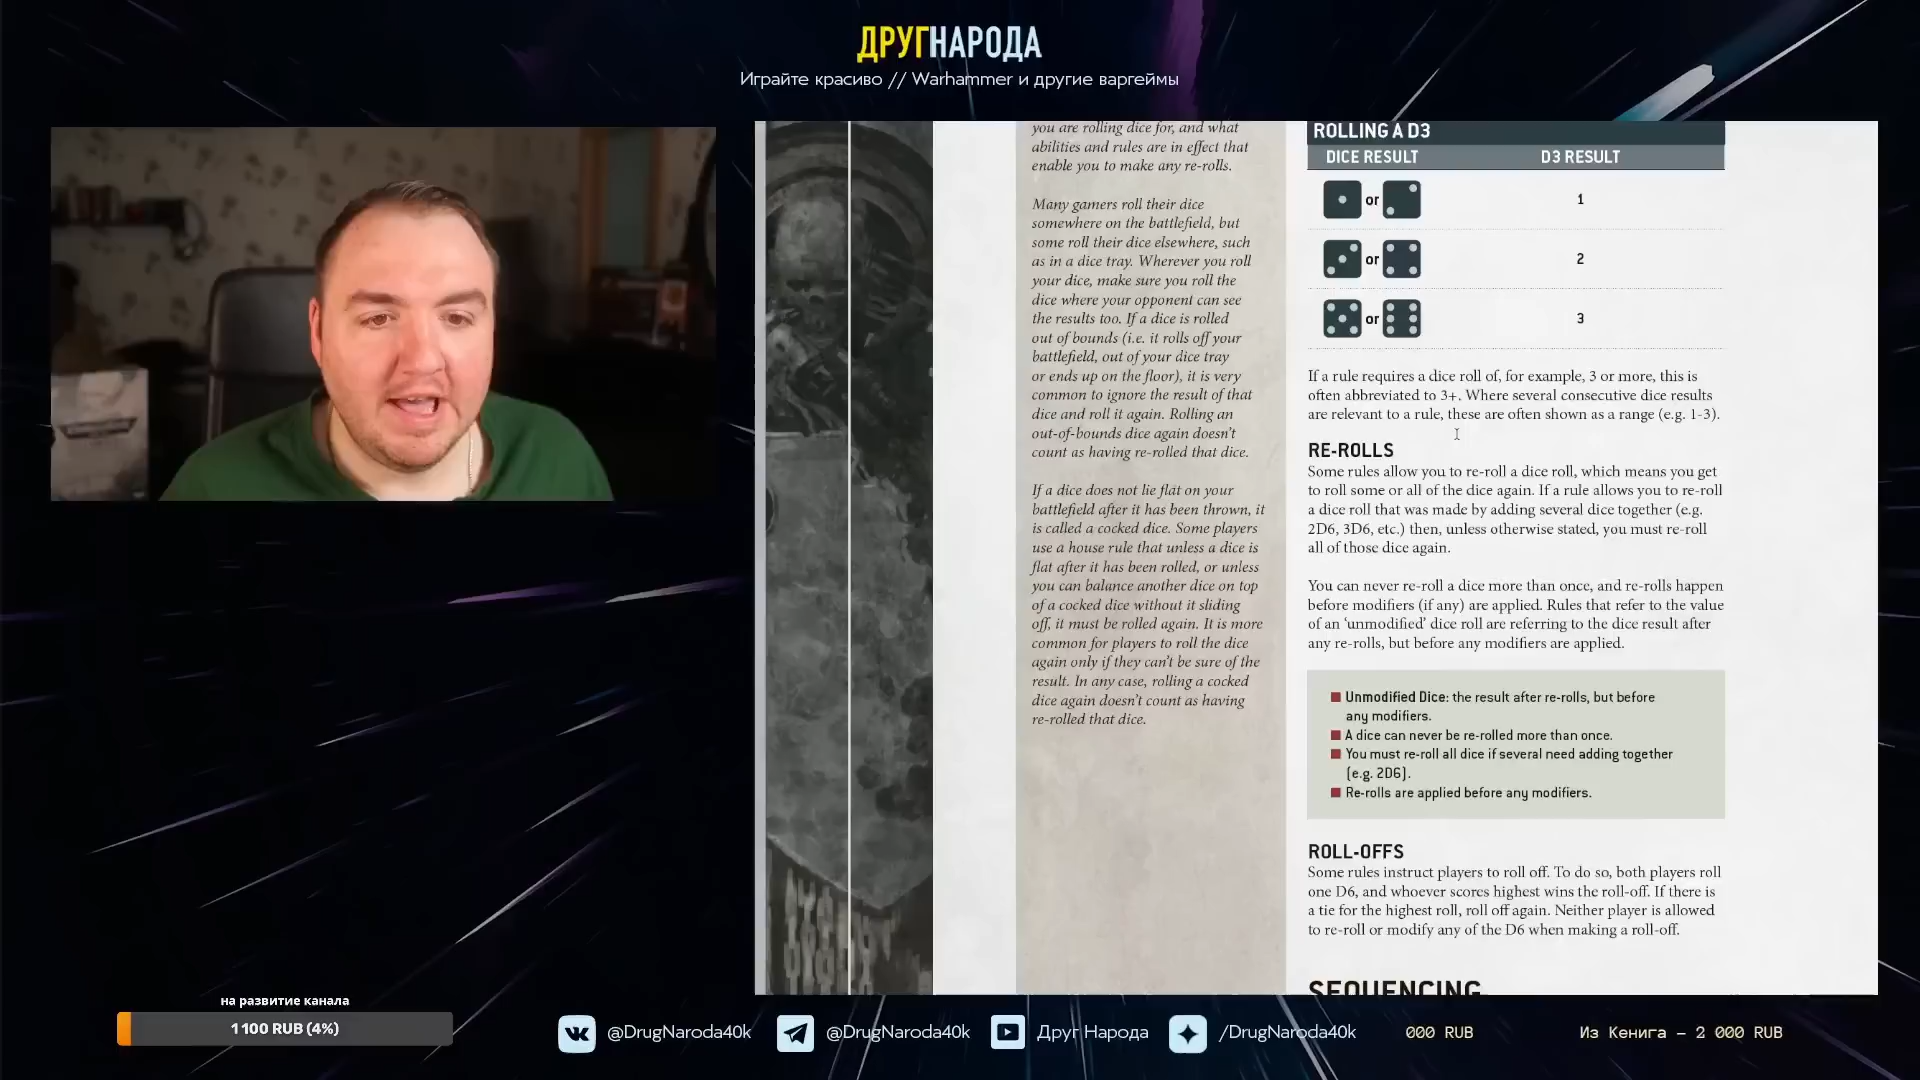 ДРУГНАРОДА
Играйте красиво // Warhammer и другие варгеймы
you are rolling dice for, and what
abilities and rules are in effect that
enable you to make any re-rolls.
Many gamers roll their dice
somewhere on the battlefield, but
some roll their dice elsewhere, such
as in a dice tray. Wherever you roll
your dice, make sure you roll the
dice where your opponent can see
the results too. If a dice is rolled
out of bounds (i.e. it rolls off your
battlefield, out of your dice tray
or ends up on the floor), it is very
common to ignore the result of that
dice and roll it again. Rolling an
out-of-bounds dice again doesn't
count as having re-rolled that dice.
If a dice does not lie flat on your
battlefield after it has been thrown, it
is called a cocked dice. Some players
use a house rule that unless a dice is
flat after it has been rolled, or unless
you can balance another dice on top
of a cocked dice without it sliding
off, it must be rolled again. It is more
common for players to roll the dice
again only if they can't be sure of the
result. In any case, rolling a cocked
dice again doesn't count as having
re-rolled that dice.
ROLLING A D3
DICE RESULT D3 RESULT
or 1
or 2
or 3
If a rule requires a dice roll of, for example, 3 or more, this is
often abbreviated to 3+. Where several consecutive dice results
are relevant to a rule, these are often shown as a range (e.g. 1-3).
RE-ROLLS
Some rules allow you to re-roll a dice roll, which means you get
to roll some or all of the dice again. If a rule allows you to re-roll
a dice roll that was made by adding several dice together (e.g.
2D6, 3D6, etc.) then, unless otherwise stated, you must re-roll
all of those dice again.
You can never re-roll a dice more than once, and re-rolls happen
before modifiers (if any) are applied. Rules that refer to the value
of an ‘unmodified’ dice roll are referring to the dice result after
any re-rolls, but before any modifiers are applied.
■ Unmodified Dice: the result after re-rolls, but before
any modifiers.
■ A dice can never be re-rolled more than once.
■ You must re-roll all dice if several need adding together
(e.g. 2D6).
■ Re-rolls are applied before any modifiers.
ROLL-OFFS
Some rules instruct players to roll off. To do so, both players roll
one D6, and whoever scores highest wins the roll-off. If there is
a tie for the highest roll, roll off again. Neither player is allowed
to re-roll or modify any of the D6 when making a roll-off.
SEQUENCING
на развитие канала
1100 RUB (4%)
@DrugNaroda40k @DrugNaroda40k Друг Народа /DrugNaroda40k 000 RUB Из Кенига – 2 000 RUB